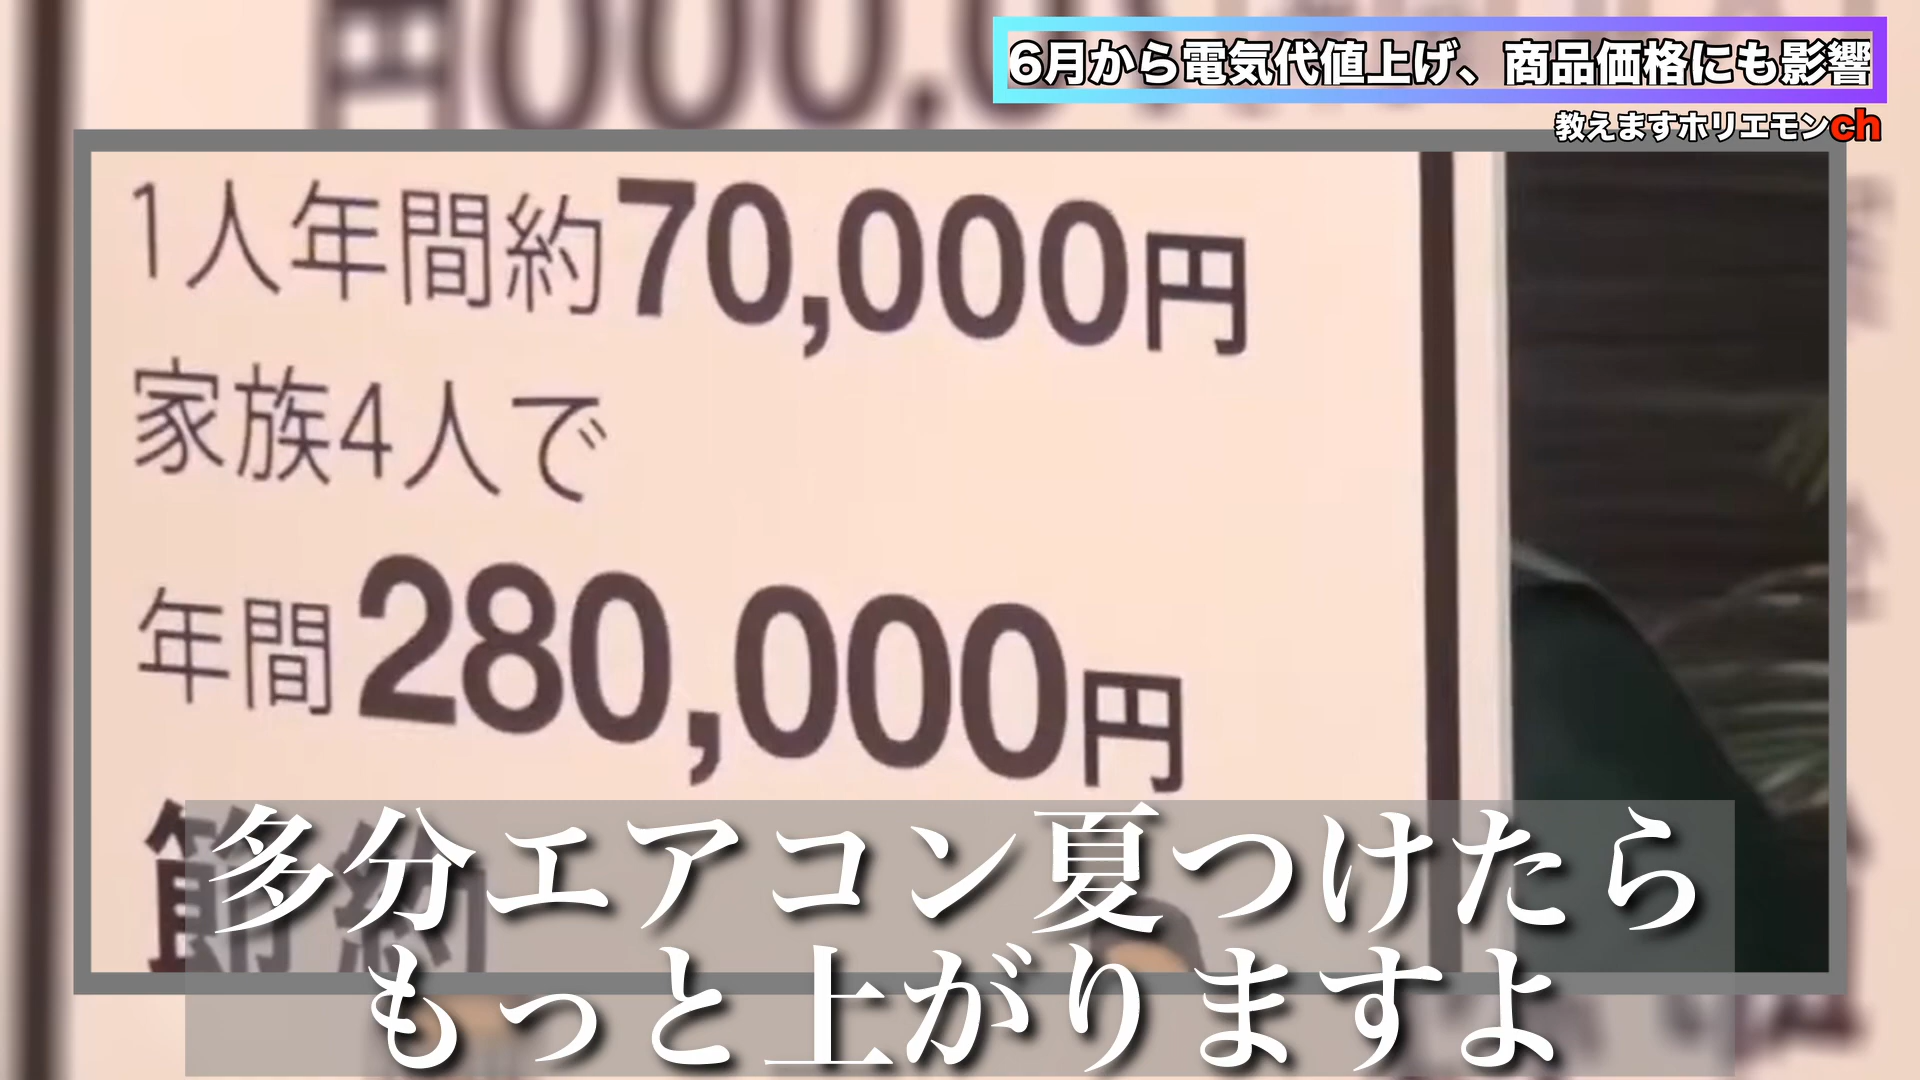 6月から電気代値上げ、商品価格にも影響
教えますホリエモンch
1人年間約70,000円
家族4人で
年間280,000円
節約
多分エアコン夏つけたら
もっと上がりますよ